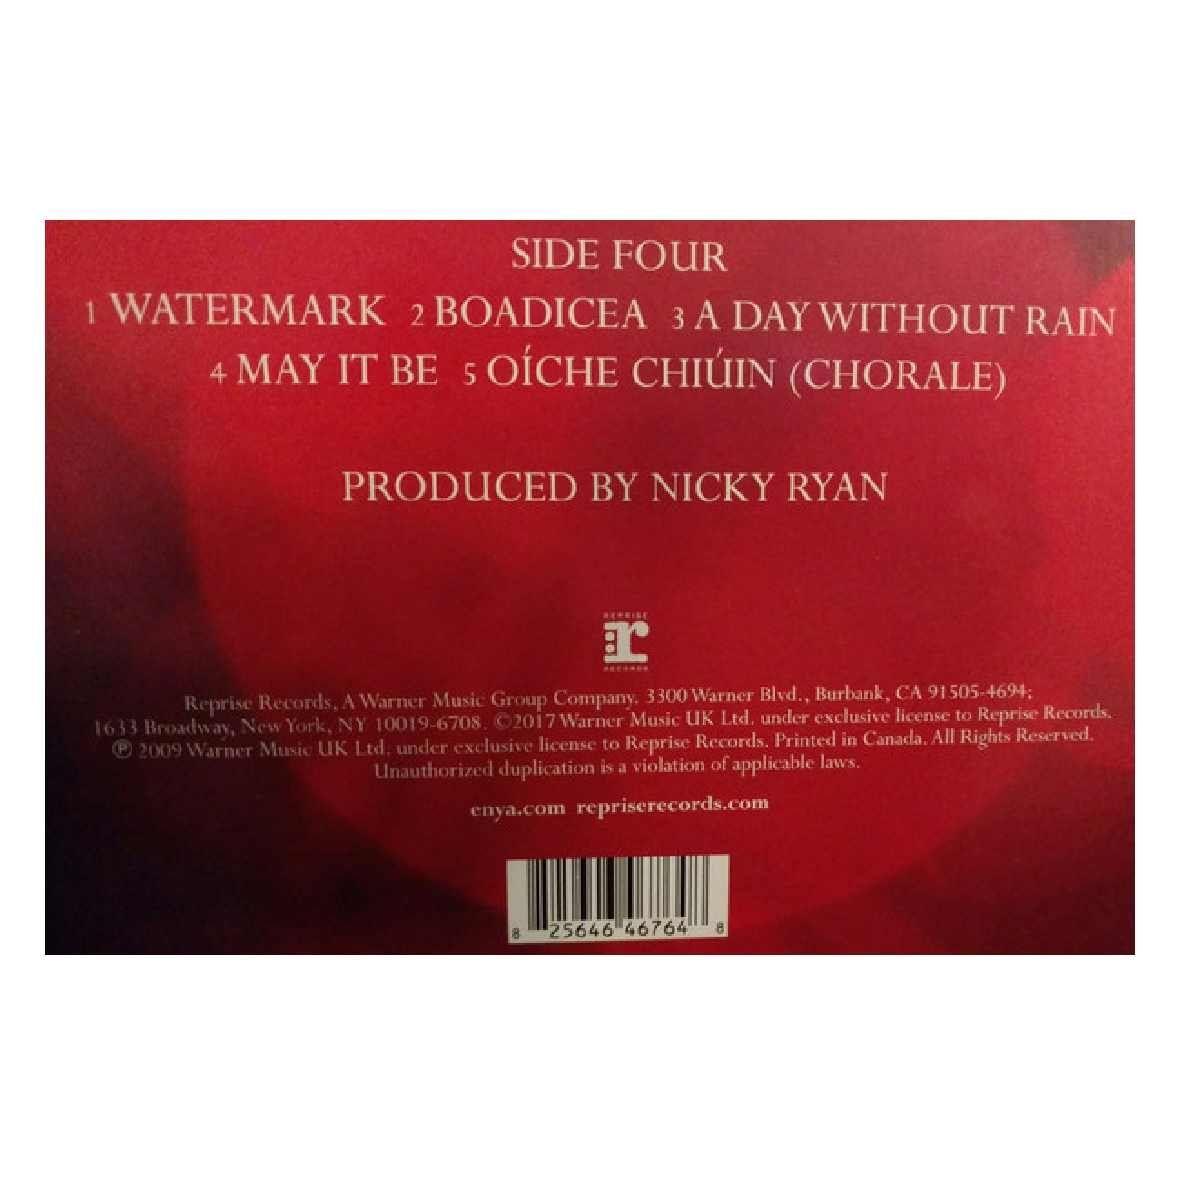 SIDE FOUR
1 WATERMARK 2 BOADICEA 3 A DAY WITHOUT RAIN
4 MAY IT BE 5 OÍCHE CHIÚIN (CHORALE)
PRODUCED BY NICKY RYAN
REPRISE
r
RECORDS
Reprise Records, A Warner Music Group Company. 3300 Warner Blvd., Burbank, CA 91505-4694;
1633 Broadway, New York, NY 10019-6708. ©2017 Warner Music UK Ltd. under exclusive license to Reprise Records.
℗ 2009 Warner Music UK Ltd. under exclusive license to Reprise Records. Printed in Canada. All Rights Reserved.
Unauthorized duplication is a violation of applicable laws.
enya.com repriserecords.com
8 25646 46764 8